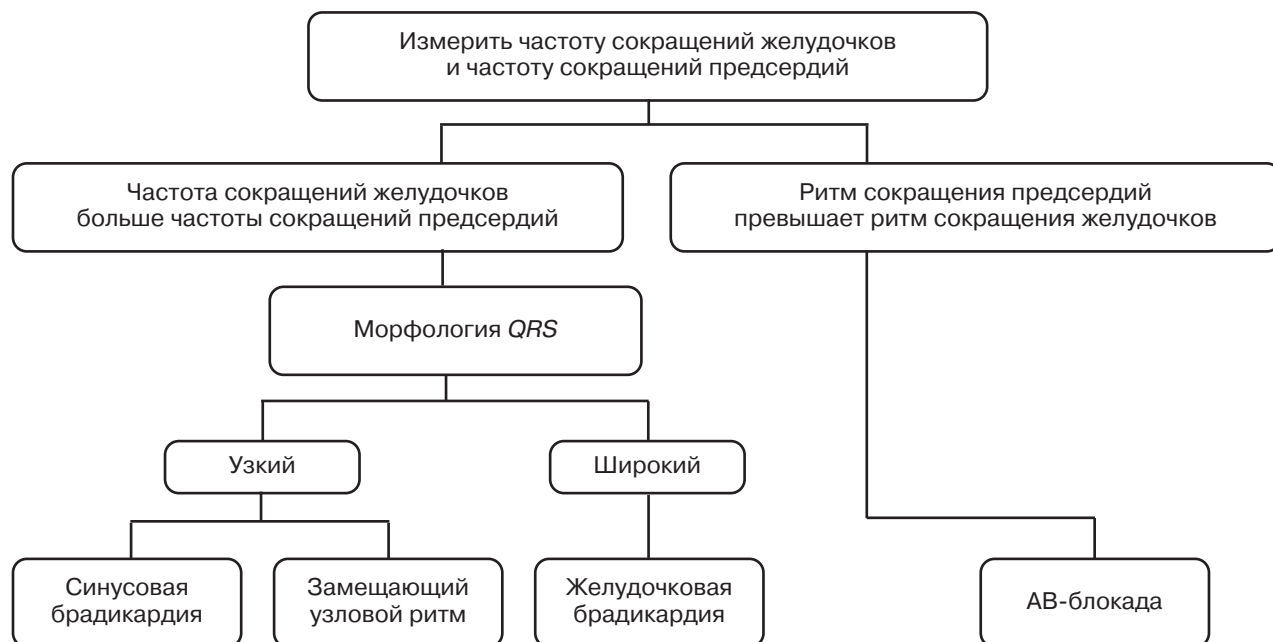 Измерить частоту сокращений желудочков
и частоту сокращений предсердий
Частота сокращений желудочков
больше частоты сокращений предсердий
Ритм сокращения предсердий
превышает ритм сокращения желудочков
Морфология QRS
Узкий
Широкий
Синусовая
брадикардия
Замещающий
узловой ритм
Желудочковая
брадикардия
АВ-блокада